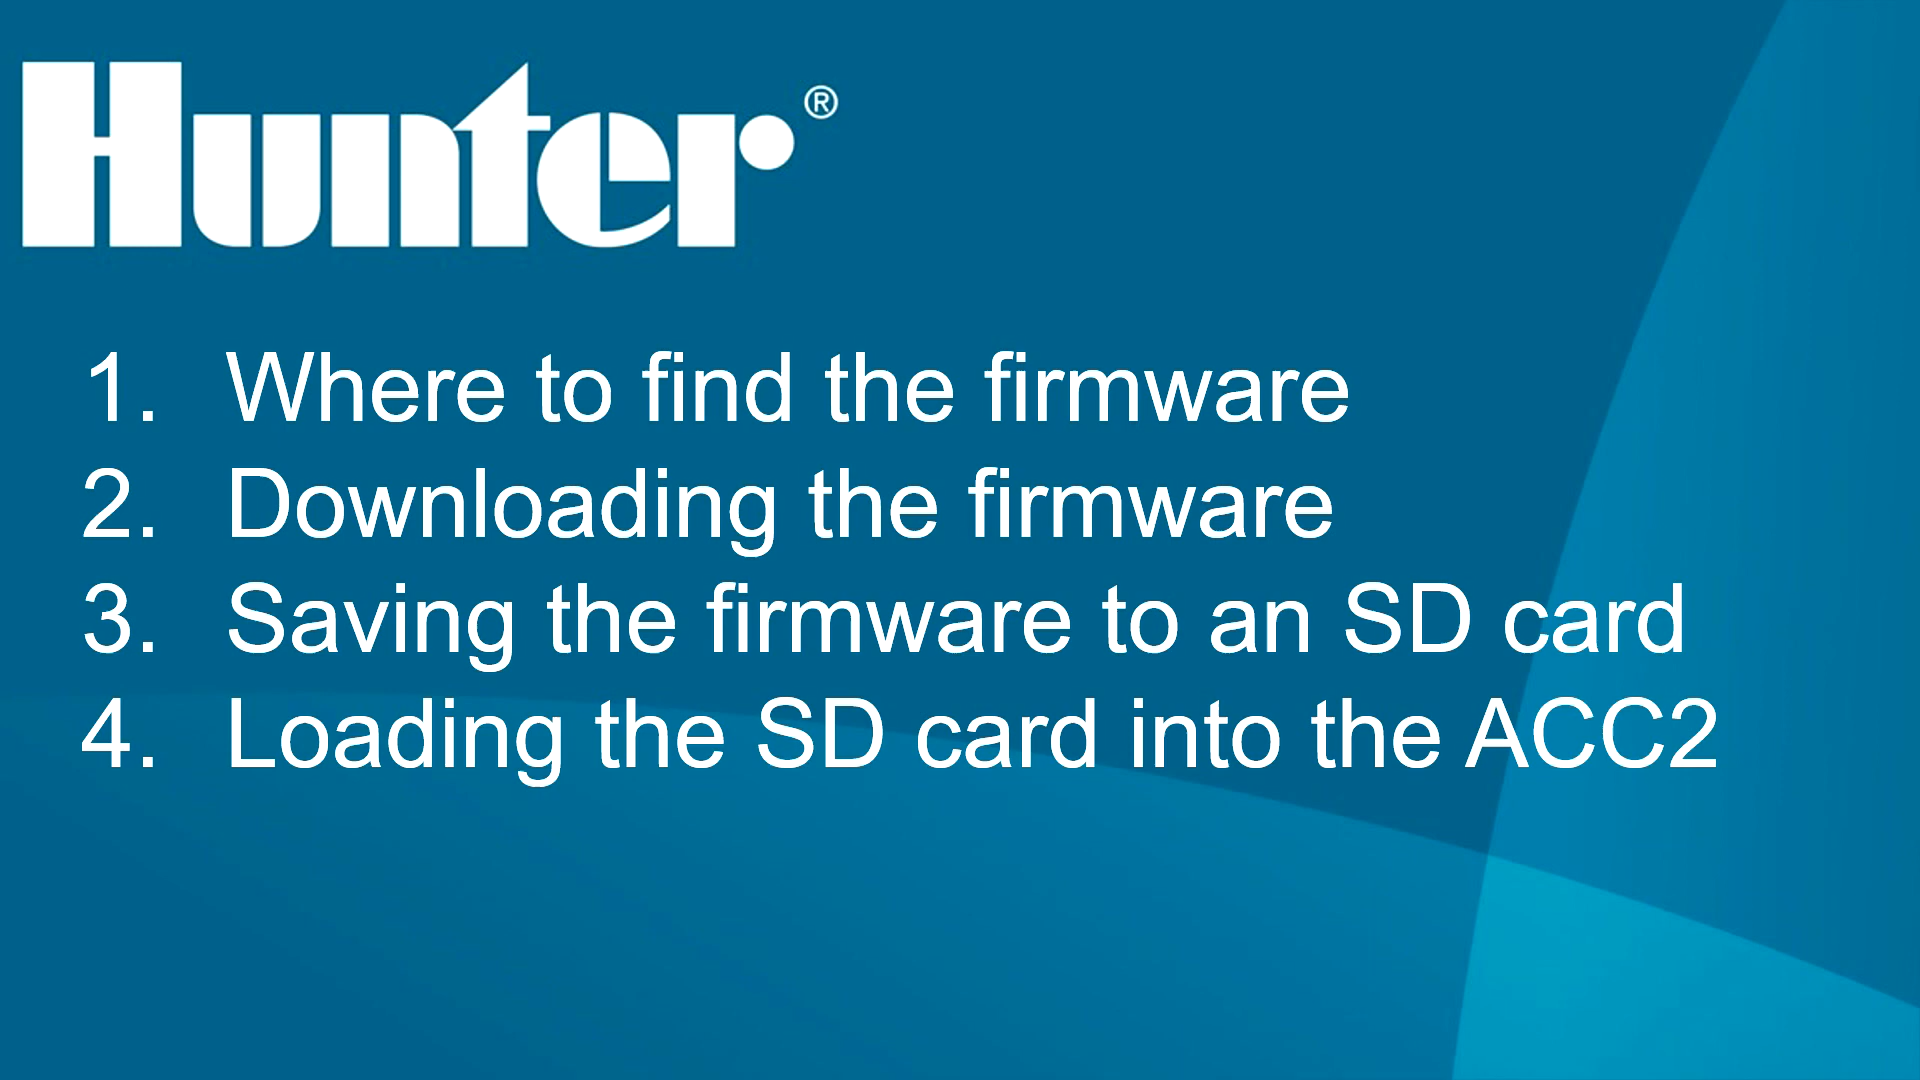 Hunter®
1. Where to find the firmware
2. Downloading the firmware
3. Saving the firmware to an SD card
4. Loading the SD card into the ACC2